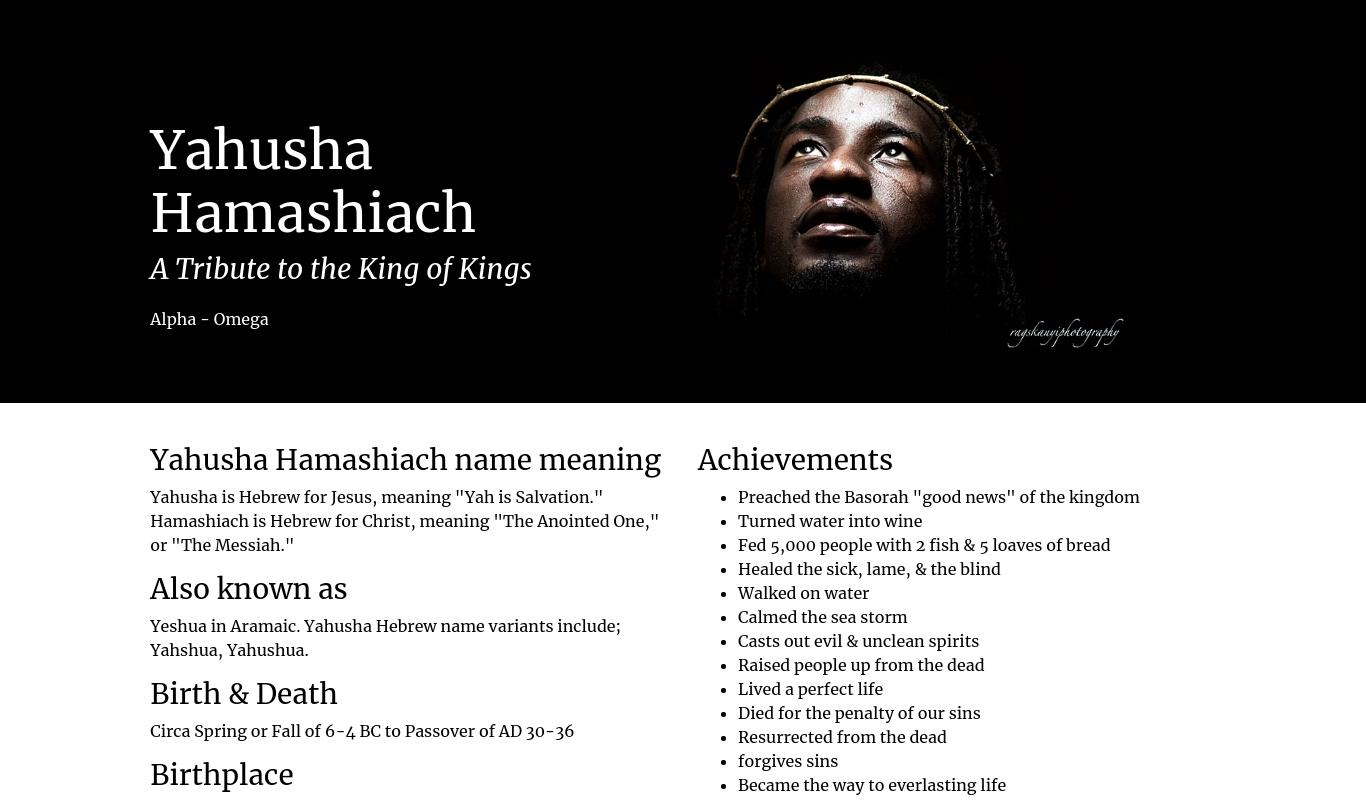 Yahusha
Hamashiach
A Tribute to the King of Kings
Alpha - Omega
ragskanyiphotography
Yahusha Hamashiach name meaning
Yahusha is Hebrew for Jesus, meaning "Yah is Salvation."
Hamashiach is Hebrew for Christ, meaning "The Anointed One,"
or "The Messiah."
Also known as
Yeshua in Aramaic. Yahusha Hebrew name variants include;
Yahshua, Yahushua.
Birth & Death
Circa Spring or Fall of 6-4 BC to Passover of AD 30-36
Birthplace
Achievements
Preached the Basorah "good news" of the kingdom
Turned water into wine
Fed 5,000 people with 2 fish & 5 loaves of bread
Healed the sick, lame, & the blind
Walked on water
Calmed the sea storm
Casts out evil & unclean spirits
Raised people up from the dead
Lived a perfect life
Died for the penalty of our sins
Resurrected from the dead
forgives sins
Became the way to everlasting life